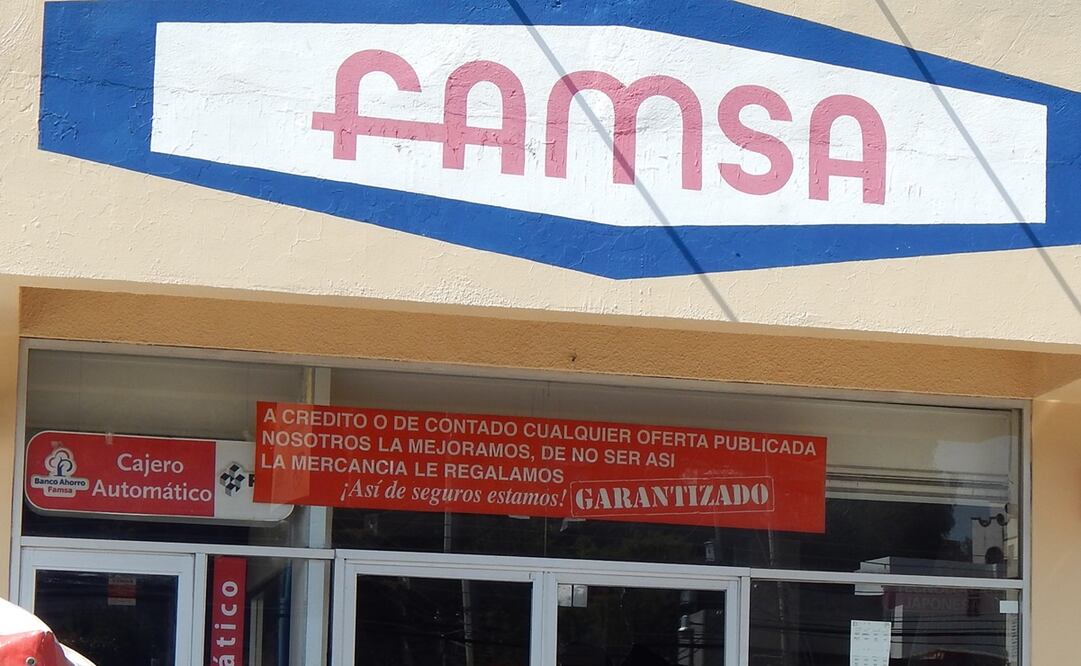 FAMSA
A CREDITO O DE CONTADO CUALQUIER OFERTA PUBLICADA
NOSOTROS LA MEJORAMOS, DE NO SER ASI
LA MERCANCIA LE REGALAMOS
¡Así de seguros estamos! GARANTIZADO
Banco Ahorro
Famsa
Cajero
Automático
ático